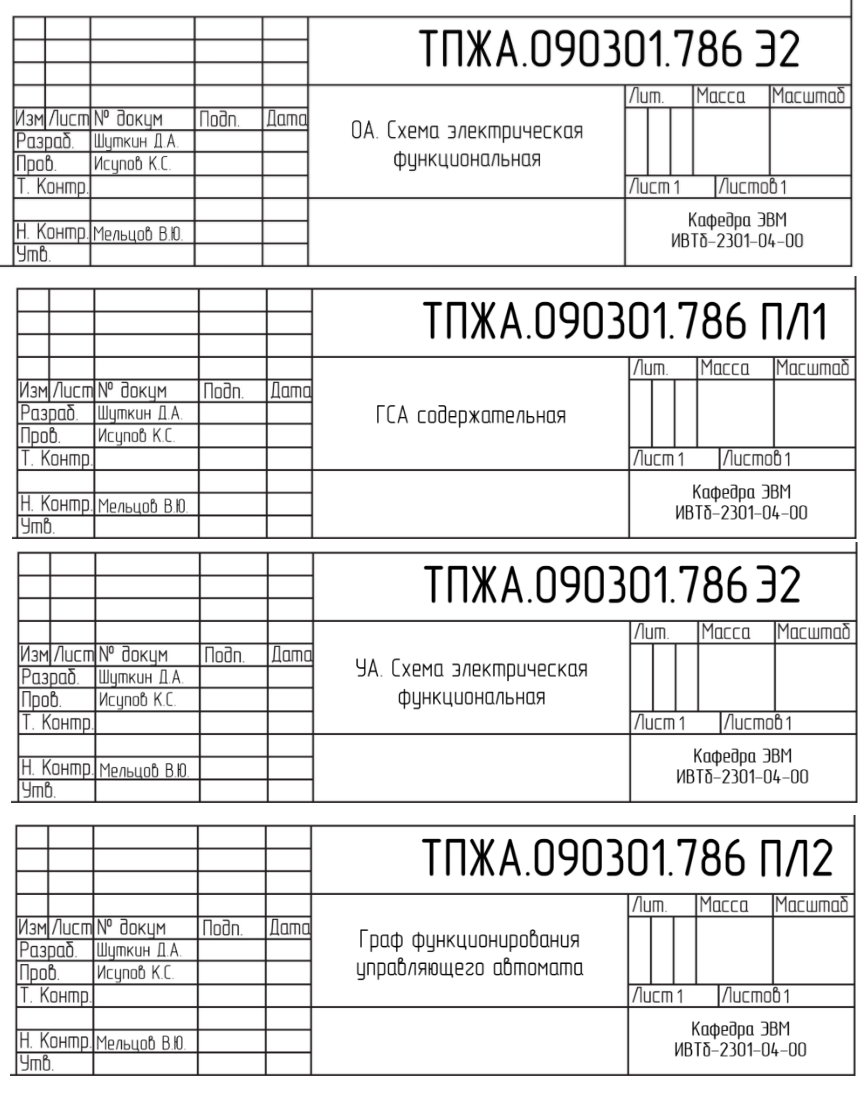 ТПЖА.090301.786 Э2
Лит. Масса Масштаб
Изм Лист № докум Подп. Дата
Разраб. Шуткин Д.А.
Пров. Исупов К.С.
Т. Контр.
ОА. Схема электрическая
функциональная
Лист 1 Листов 1
Н. Контр. Мельцов В.Ю.
Утв.
Кафедра ЭВМ
ИВТб-2301-04-00
ТПЖА.090301.786 ПЛ1
Лит. Масса Масштаб
Изм Лист № докум Подп. Дата
Разраб. Шуткин Д.А.
Пров. Исупов К.С.
Т. Контр.
ГСА содержательная
Лист 1 Листов 1
Н. Контр. Мельцов В.Ю.
Утв.
Кафедра ЭВМ
ИВТб-2301-04-00
ТПЖА.090301.786 Э2
Лит. Масса Масштаб
Изм Лист № докум Подп. Дата
Разраб. Шуткин Д.А.
Пров. Исупов К.С.
Т. Контр.
УА. Схема электрическая
функциональная
Лист 1 Листов 1
Н. Контр. Мельцов В.Ю.
Утв.
Кафедра ЭВМ
ИВТб-2301-04-00
ТПЖА.090301.786 ПЛ2
Лит. Масса Масштаб
Изм Лист № докум Подп. Дата
Разраб. Шуткин Д.А.
Пров. Исупов К.С.
Т. Контр.
Граф функционирования
управляющего автомата
Лист 1 Листов 1
Н. Контр. Мельцов В.Ю.
Утв.
Кафедра ЭВМ
ИВТб-2301-04-00